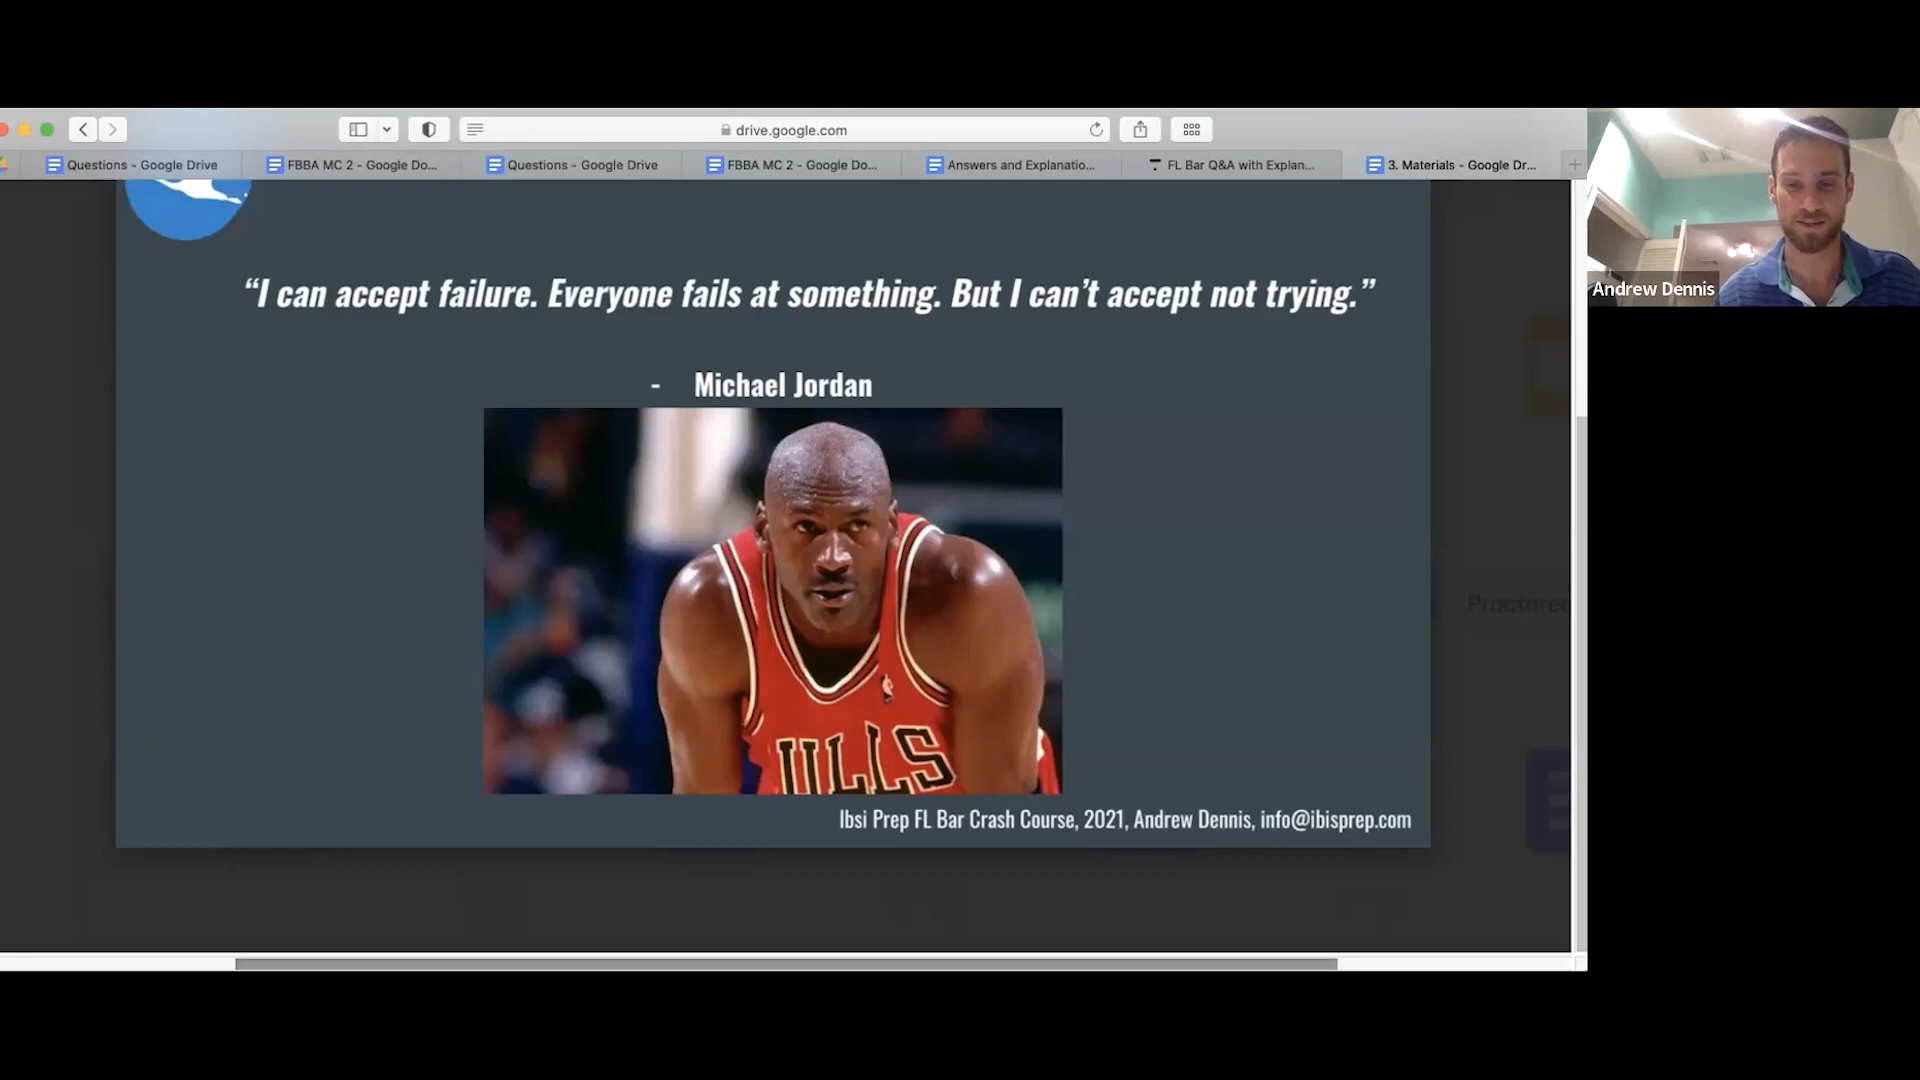 drive.google.com
Questions - Google Drive
FBBA MC 2 - Google Do...
Questions - Google Drive
FBBA MC 2 - Google Do...
Answers and Explanatio...
FL Bar Q&A with Explan...
3. Materials - Google Dr...
“I can accept failure. Everyone fails at something. But I can’t accept not trying.”
- Michael Jordan
ULLS
Ibsi Prep FL Bar Crash Course, 2021, Andrew Dennis, info@ibisprep.com
Proctored
Andrew Dennis